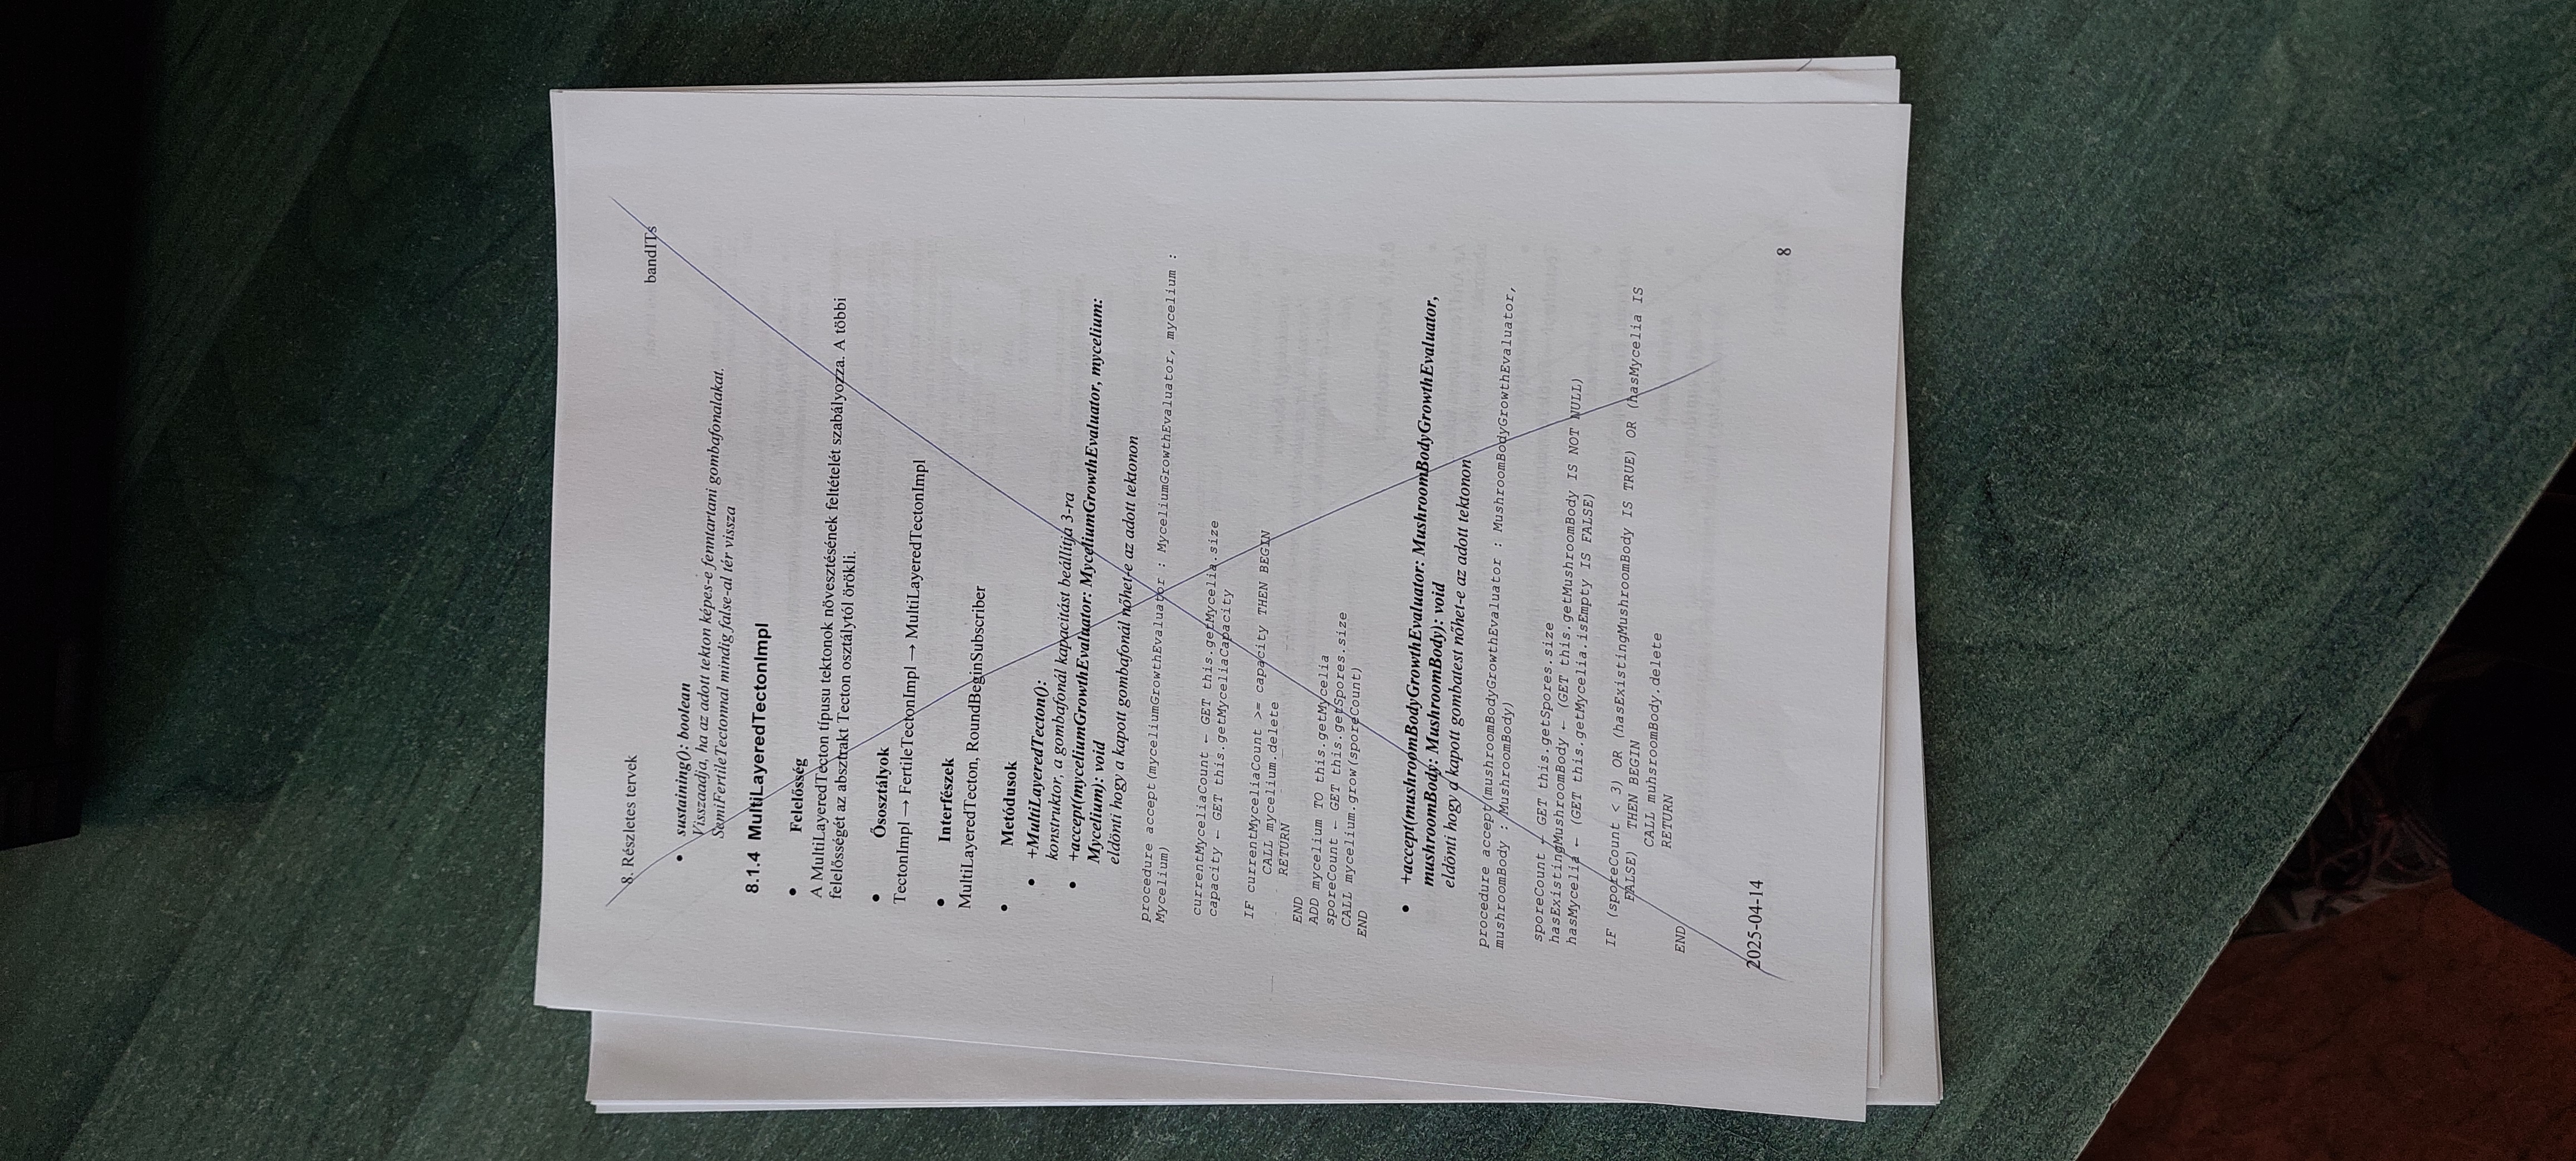 8. Részletes tervek bandITs
• sustaining(): boolean
Visszaadja, ha az adott tekton képes-e fenntartani gombafonalakat.
SemiFertileTectonnal mindig false-al tér vissza
8.1.4 MultiLayeredTectonImpl
• Felelősség
A MultiLayeredTecton típusu tektonok növesztésének feltételét szabályozza. A többi
felelősségét az absztrakt Tecton osztálytól örökli.
• Ősosztályok
TectonImpl → FertileTectonImpl → MultiLayeredTectonImpl
• Interfészek
MultiLayeredTecton, RoundBeginSubscriber
• Metódusok
• +MultiLayeredTecton():
konstruktor, a gombafonál kapacitást beállítja 3-ra
• +accept(myceliumGrowthEvaluator: MyceliumGrowthEvaluator, mycelium:
Mycelium): void
eldönti hogy a kapott gombafonál nőhet-e az adott tektonon
procedure accept(myceliumGrowthEvaluator : MyceliumGrowthEvaluator, mycelium :
Mycelium)
currentMyceliaCount ← GET this.getMycelia.size
capacity ← GET this.getMyceliaCapacity
IF currentMyceliaCount >= capacity THEN BEGIN
CALL mycelium.delete
RETURN
END
ADD mycelium TO this.getMycelia
sporeCount ← GET this.getSpores.size
CALL mycelium.grow(sporeCount)
END
• +accept(mushroomBodyGrowthEvaluator: MushroomBodyGrowthEvaluator,
mushroomBody: MushroomBody): void
eldönti hogy a kapott gombatest nőhet-e az adott tektonon
procedure accept(mushroomBodyGrowthEvaluator : MushroomBodyGrowthEvaluator,
mushroomBody : MushroomBody)
sporeCount ← GET this.getSpores.size
hasExistingMushroomBody ← (GET this.getMushroomBody IS NOT NULL)
hasMycelia ← (GET this.getMycelia.isEmpty IS FALSE)
IF (sporeCount < 3) OR (hasExistingMushroomBody IS TRUE) OR (hasMycelia IS
FALSE) THEN BEGIN
CALL muhsroomBody.delete
RETURN
END
2025-04-14 8